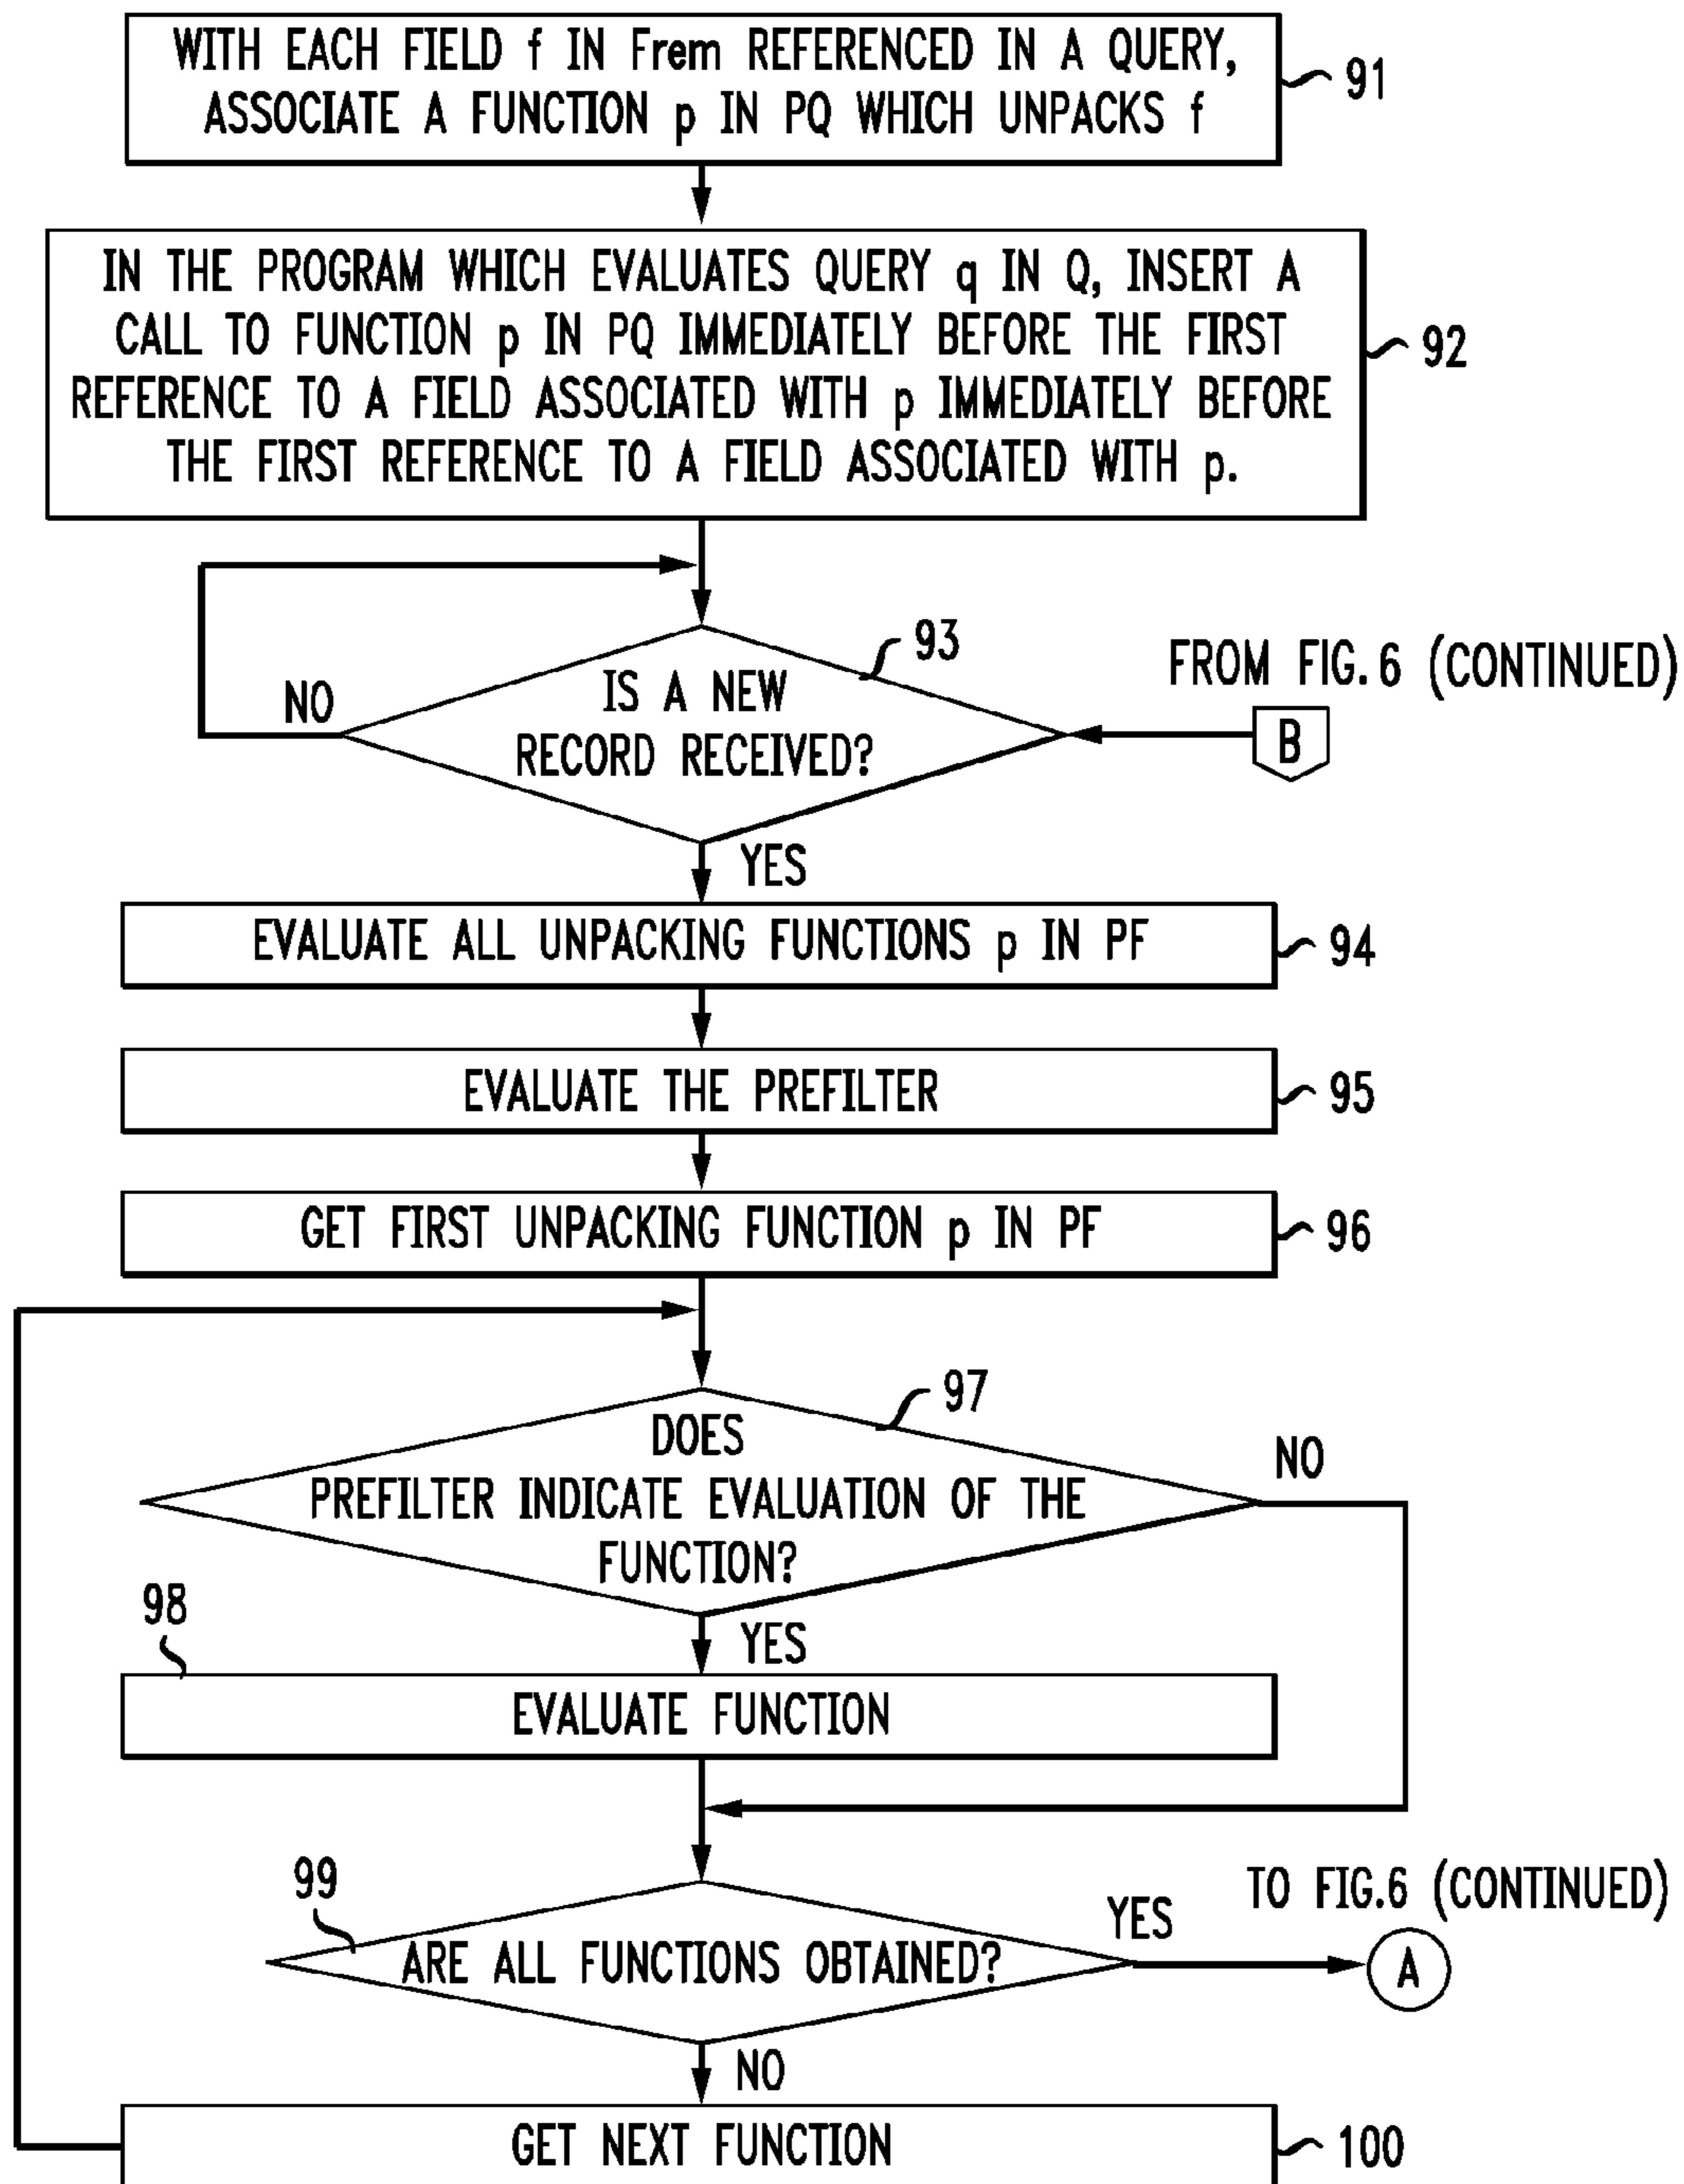 WITH EACH FIELD f IN Frem REFERENCED IN A QUERY,
ASSOCIATE A FUNCTION p IN PQ WHICH UNPACKS f
91
IN THE PROGRAM WHICH EVALUATES QUERY q IN Q, INSERT A
CALL TO FUNCTION p IN PQ IMMEDIATELY BEFORE THE FIRST
REFERENCE TO A FIELD ASSOCIATED WITH p IMMEDIATELY BEFORE
THE FIRST REFERENCE TO A FIELD ASSOCIATED WITH p.
92
93
FROM FIG.6 (CONTINUED)
NO
IS A NEW
RECORD RECEIVED?
B
YES
EVALUATE ALL UNPACKING FUNCTIONS p IN PF
94
EVALUATE THE PREFILTER
95
GET FIRST UNPACKING FUNCTION p IN PF
96
97
DOES
PREFILTER INDICATE EVALUATION OF THE
FUNCTION?
NO
98
YES
EVALUATE FUNCTION
99
TO FIG.6 (CONTINUED)
ARE ALL FUNCTIONS OBTAINED?
YES
A
NO
GET NEXT FUNCTION
100